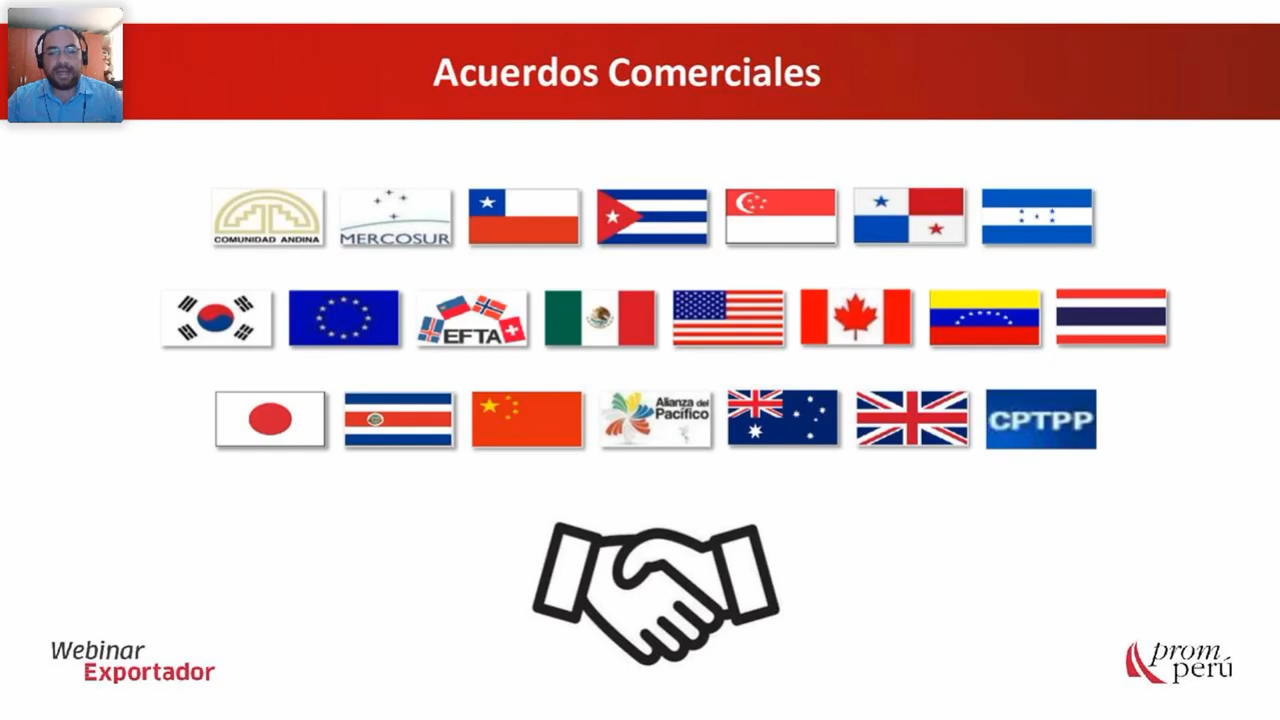 Acuerdos Comerciales
COMUNIDAD ANDINA
MERCOSUR
EFTA
Alianza del
Pacífico
CPTPP
Webinar
Exportador
prom
perú